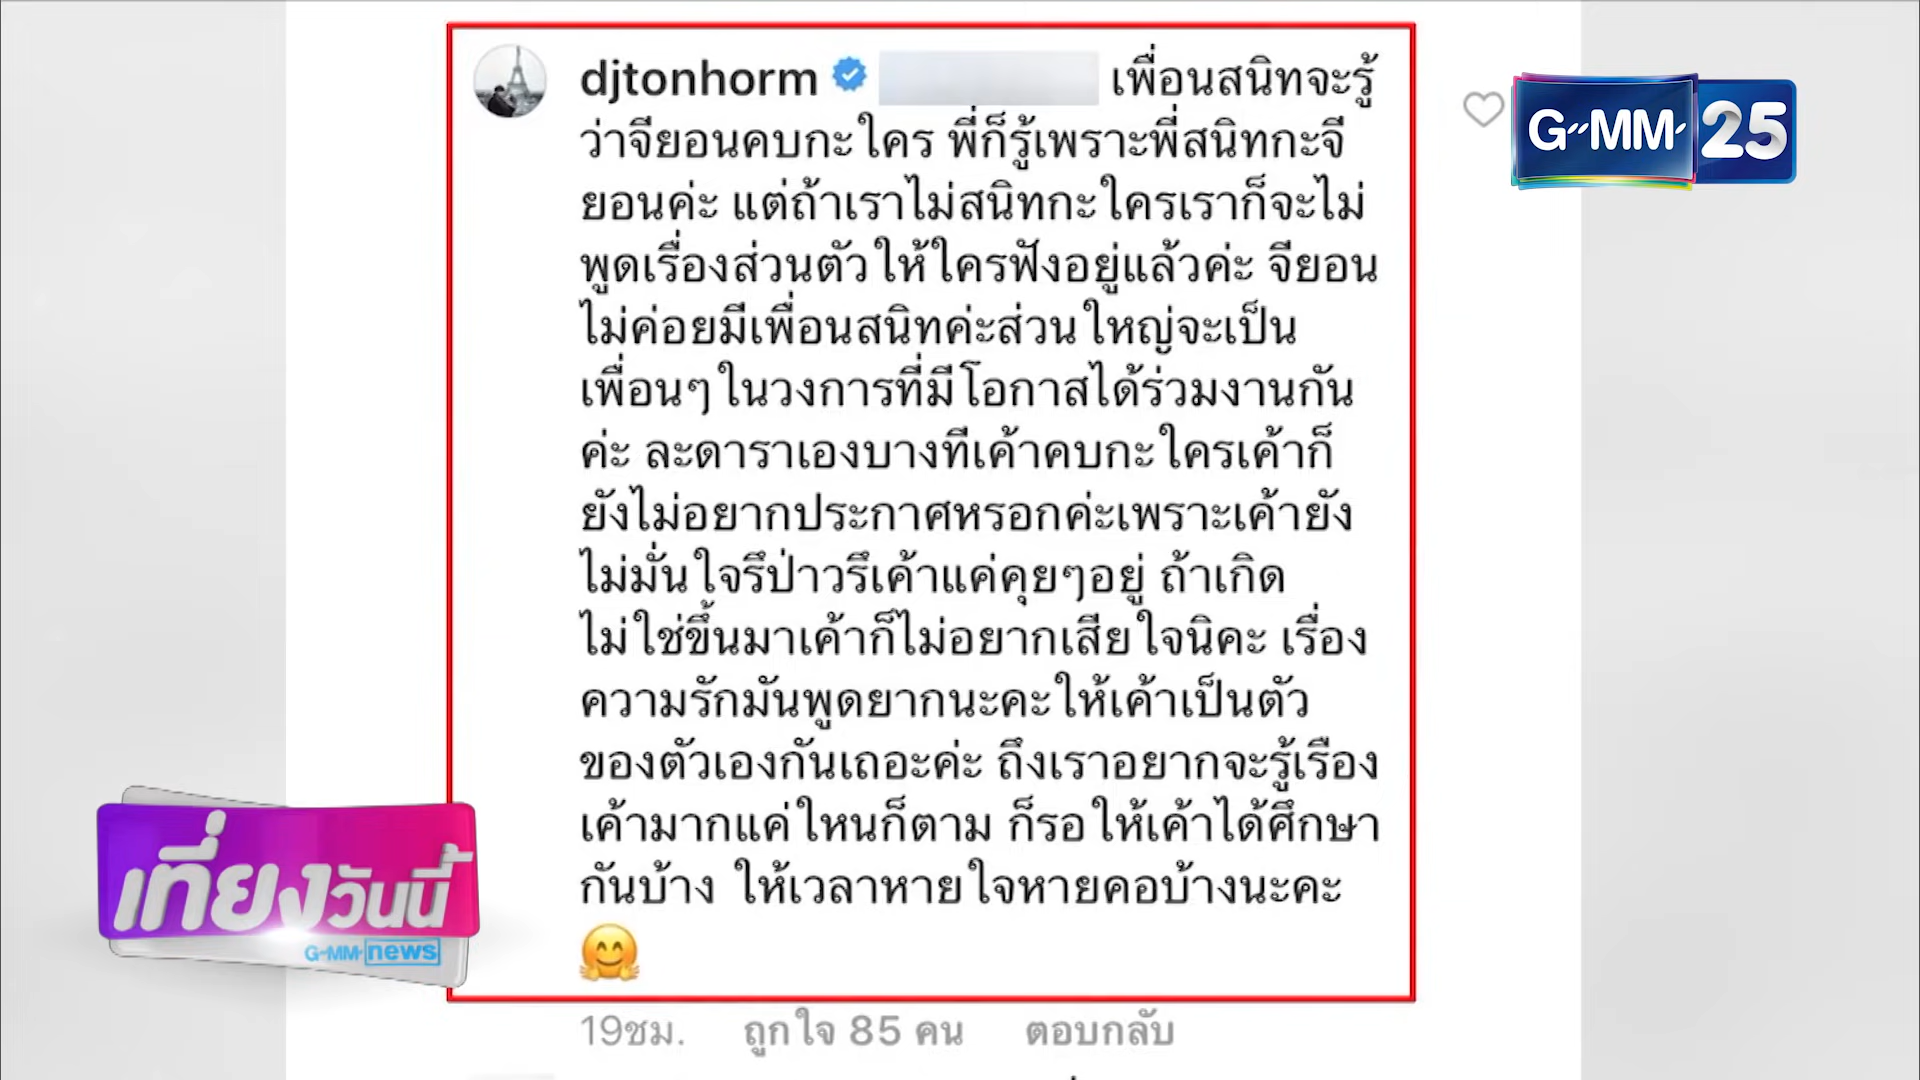 djtonhorm เพื่อนสนิทจะรู้
ว่าจียอนคบกะใคร พี่ก็รู้เพราะพี่สนิทกะจี
ยอนค่ะ แต่ถ้าเราไม่สนิทกะใครเราก็จะไม่
พูดเรื่องส่วนตัวให้ใครฟังอยู่แล้วค่ะ จียอน
ไม่ค่อยมีเพื่อนสนิทค่ะส่วนใหญ่จะเป็น
เพื่อนๆในวงการที่มีโอกาสได้ร่วมงานกัน
ค่ะ ละดาราเองบางทีเค้าคบกะใครเค้าก็
ยังไม่อยากประกาศหรอกค่ะเพราะเค้ายัง
ไม่มั่นใจรึป่าวรึเค้าแค่คุยๆอยู่ ถ้าเกิด
ไม่ใช่ขึ้นมาเค้าก็ไม่อยากเสียใจนิคะ เรื่อง
ความรักมันพูดยากนะคะให้เค้าเป็นตัว
ของตัวเองกันเถอะค่ะ ถึงเราอยากจะรู้เรือง
เค้ามากแค่ใหนก็ตาม ก็รอให้เค้าได้ศึกษา
กันบ้าง ให้เวลาหายใจหายคอบ้างนะคะ
🤗
19ชม. ถูกใจ 85 คน ตอบกลับ
GMM 25
เที่ยงวันนี้
GMM news